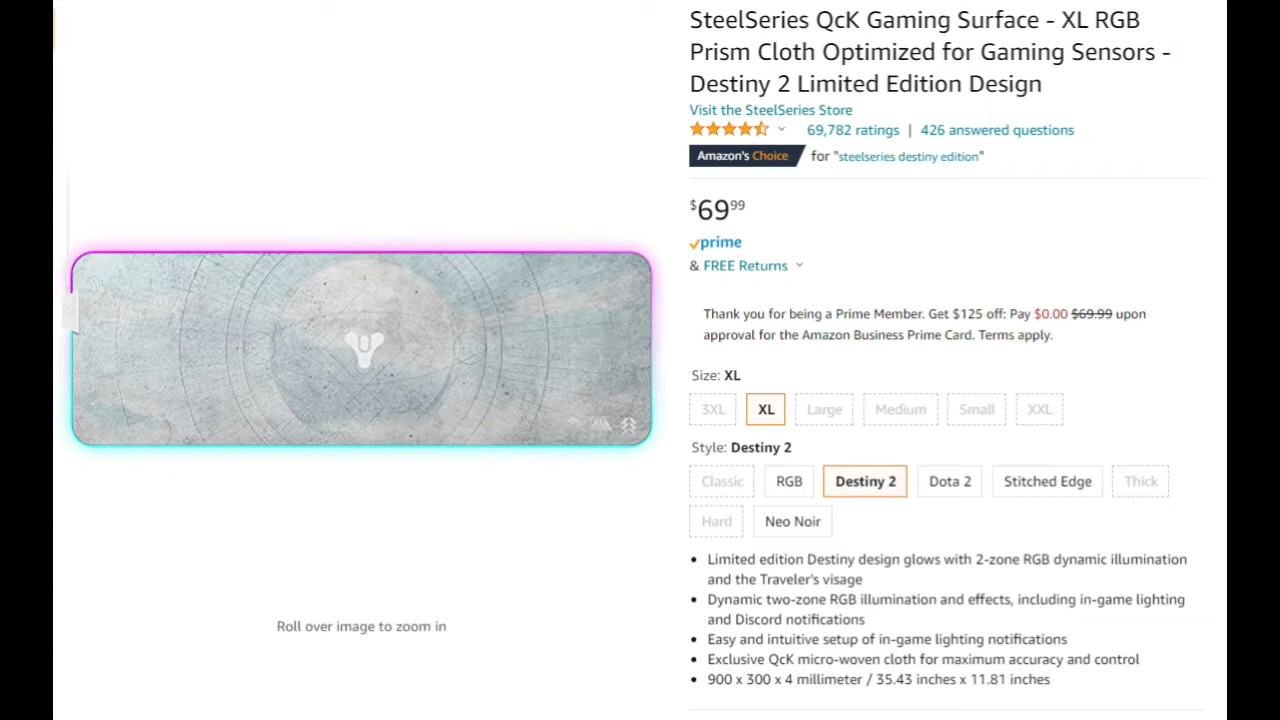 SteelSeries QcK Gaming Surface - XL RGB
Prism Cloth Optimized for Gaming Sensors -
Destiny 2 Limited Edition Design
Visit the SteelSeries Store
69,782 ratings | 426 answered questions
Amazon's Choice for "steelseries destiny edition"
$69.99
prime
& FREE Returns
Thank you for being a Prime Member. Get $125 off: Pay $0.00 $69.99 upon
approval for the Amazon Business Prime Card. Terms apply.
Size: XL
3XL XL Large Medium Small XXL
Style: Destiny 2
Classic RGB Destiny 2 Dota 2 Stitched Edge Thick
Hard Neo Noir
• Limited edition Destiny design glows with 2-zone RGB dynamic illumination
and the Traveler's visage
• Dynamic two-zone RGB illumination and effects, including in-game lighting
and Discord notifications
• Easy and intuitive setup of in-game lighting notifications
• Exclusive QcK micro-woven cloth for maximum accuracy and control
• 900 x 300 x 4 millimeter / 35.43 inches x 11.81 inches
Roll over image to zoom in